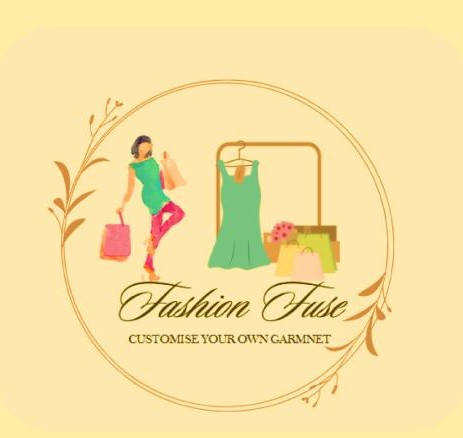 Fashion Fuse
CUSTOMISE YOUR OWN GARMNET